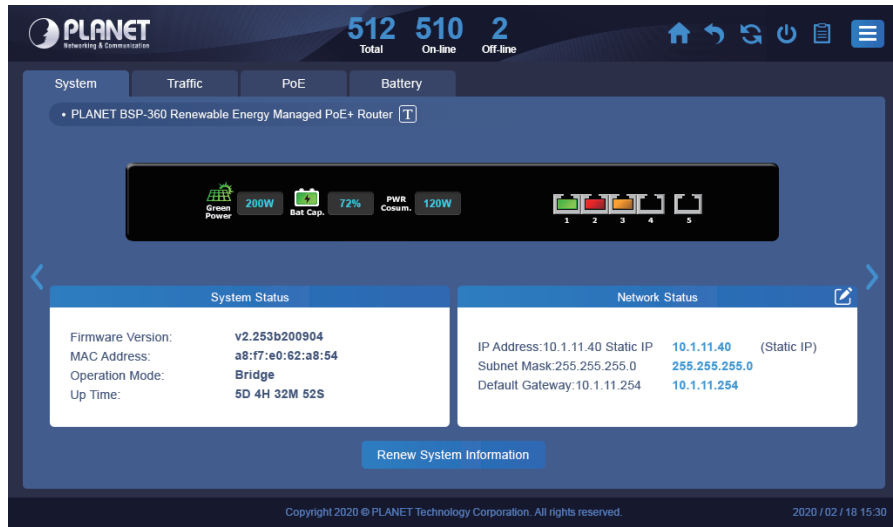 PLANET
Networking & Communication
512 510 2
Total On-line Off-line
System Traffic PoE Battery
• PLANET BSP-360 Renewable Energy Managed PoE+ Router T
Green Power 200W Bat Cap. 72% PWR Cosum. 120W
1 2 3 4 5
System Status
Firmware Version: v2.253b200904
MAC Address: a8:f7:e0:62:a8:54
Operation Mode: Bridge
Up Time: 5D 4H 32M 52S
Network Status
IP Address:10.1.11.40 Static IP 10.1.11.40 (Static IP)
Subnet Mask:255.255.255.0 255.255.255.0
Default Gateway:10.1.11.254 10.1.11.254
Renew System Information
Copyright 2020 © PLANET Technology Corporation. All rights reserved. 2020 / 02 / 18 15:30